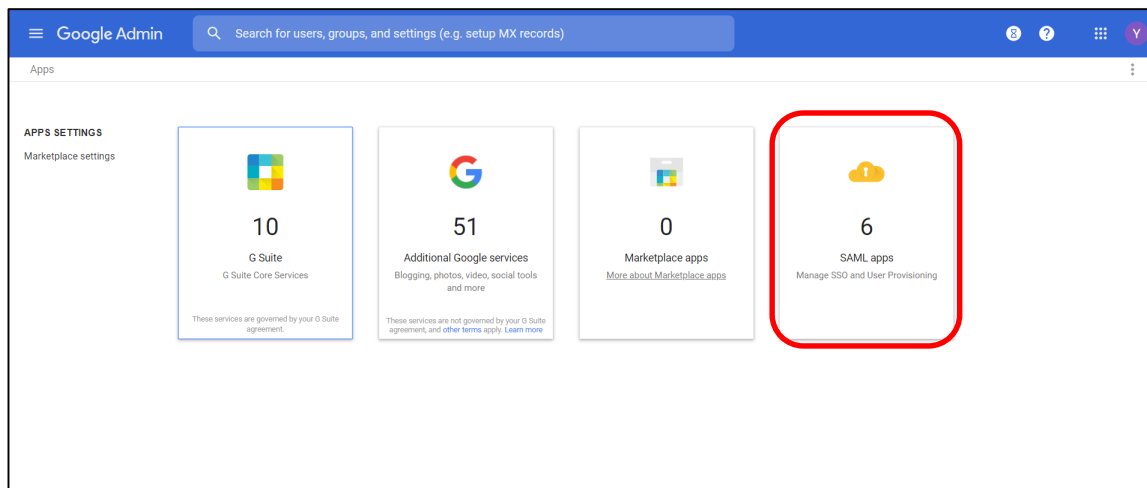 Google Admin
Search for users, groups, and settings (e.g. setup MX records)
Y
Apps
APPS SETTINGS
Marketplace settings
10
G Suite
G Suite Core Services
These services are governed by your G Suite
agreement.
51
Additional Google services
Blogging, photos, video, social tools
and more
These services are not governed by your G Suite
agreement, and other terms apply. Learn more
0
Marketplace apps
More about Marketplace apps
6
SAML apps
Manage SSO and User Provisioning